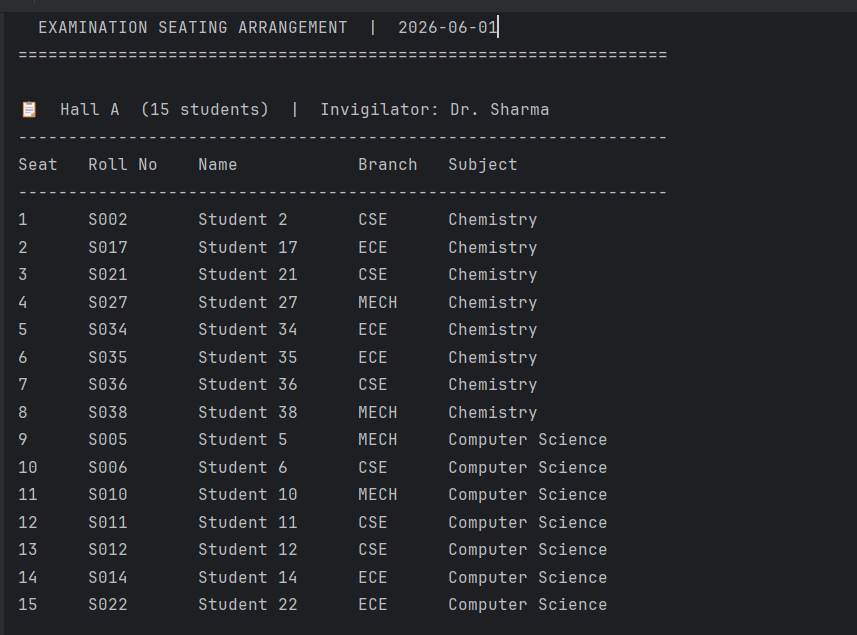 EXAMINATION SEATING ARRANGEMENT  |  2026-06-01
=================================================================
📋  Hall A  (15 students)  |  Invigilator: Dr. Sharma
-----------------------------------------------------------------
Seat   Roll No    Name            Branch   Subject
-----------------------------------------------------------------
1      S002       Student 2       CSE      Chemistry
2      S017       Student 17      ECE      Chemistry
3      S021       Student 21      CSE      Chemistry
4      S027       Student 27      MECH     Chemistry
5      S034       Student 34      ECE      Chemistry
6      S035       Student 35      ECE      Chemistry
7      S036       Student 36      CSE      Chemistry
8      S038       Student 38      MECH     Chemistry
9      S005       Student 5       MECH     Computer Science
10     S006       Student 6       CSE      Computer Science
11     S010       Student 10      MECH     Computer Science
12     S011       Student 11      CSE      Computer Science
13     S012       Student 12      CSE      Computer Science
14     S014       Student 14      ECE      Computer Science
15     S022       Student 22      ECE      Computer Science